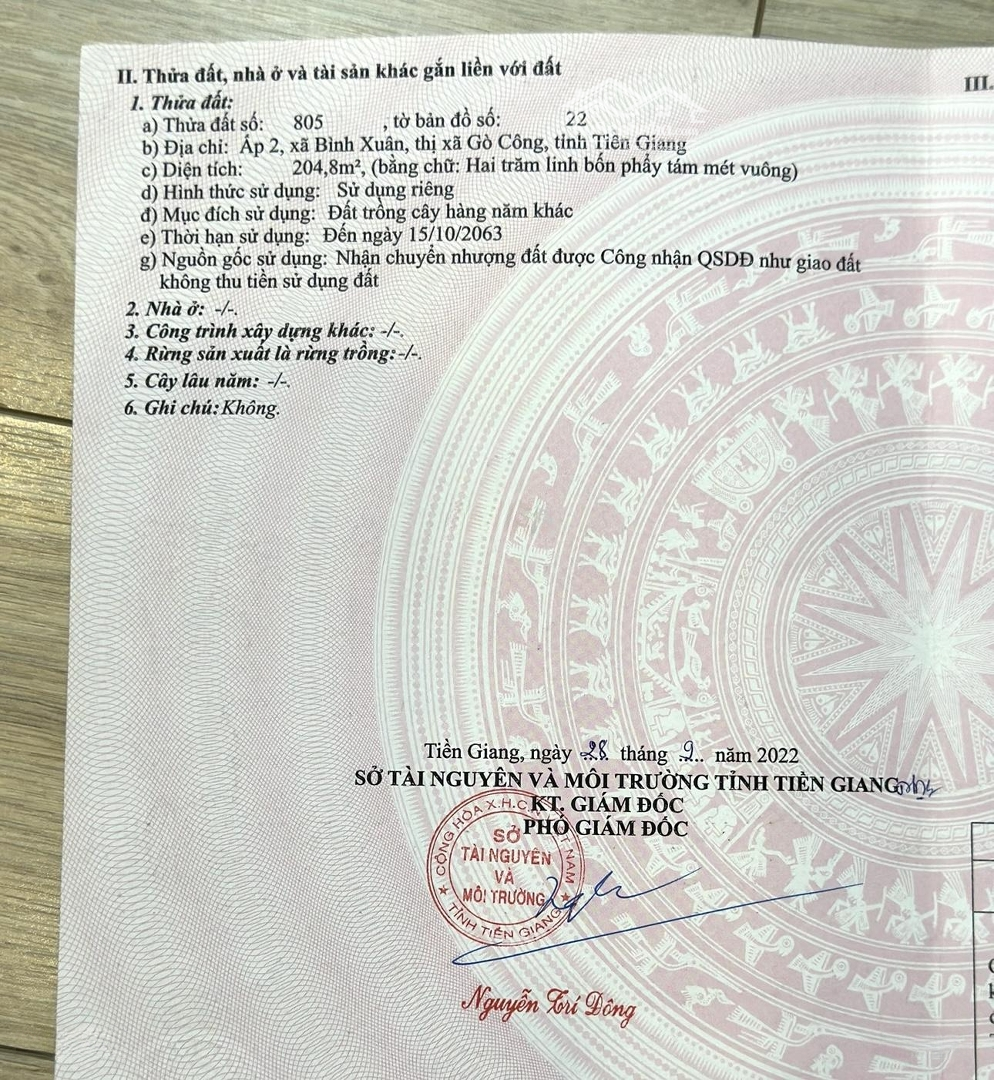 II. Thửa đất, nhà ở và tài sản khác gắn liền với đất
III.
1. Thửa đất:
a) Thửa đất số: 805 , tờ bản đồ số: 22
b) Địa chỉ: Ấp 2, xã Bình Xuân, thị xã Gò Công, tỉnh Tiền Giang
c) Diện tích: 204,8m², (bằng chữ: Hai trăm linh bốn phẩy tám mét vuông)
d) Hình thức sử dụng: Sử dụng riêng
đ) Mục đích sử dụng: Đất trồng cây hàng năm khác
e) Thời hạn sử dụng: Đến ngày 15/10/2063
g) Nguồn gốc sử dụng: Nhận chuyển nhượng đất được Công nhận QSDĐ như giao đất
không thu tiền sử dụng đất
2. Nhà ở: -/-.
3. Công trình xây dựng khác: -/-.
4. Rừng sản xuất là rừng trồng: -/-.
5. Cây lâu năm: -/-.
6. Ghi chú: Không.
Tiền Giang, ngày 28 tháng 9 năm 2022
SỞ TÀI NGUYÊN VÀ MÔI TRƯỜNG TỈNH TIỀN GIANG
KT. GIÁM ĐỐC
PHÓ GIÁM ĐỐC
CỘNG HÒA X.H.C.N VIỆT NAM
SỞ
TÀI NGUYÊN
VÀ
MÔI TRƯỜNG
TỈNH TIỀN GIANG
Nguyễn Trí Dông